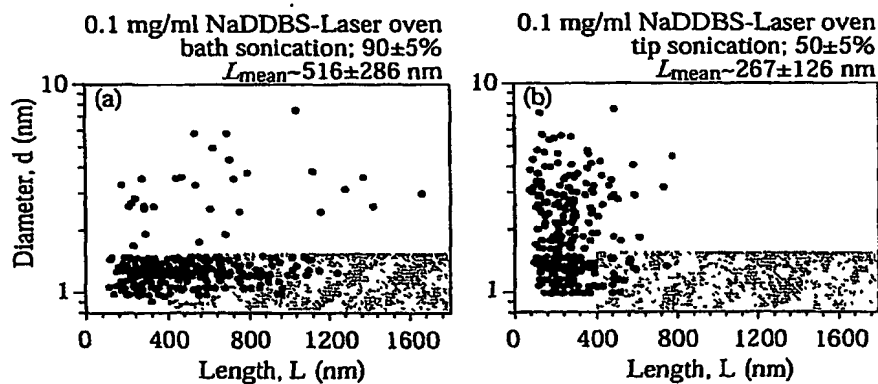 0.1 mg/ml NaDDBS-Laser oven
bath sonication; 90±5%
Lmean~516±286 nm
0.1 mg/ml NaDDBS-Laser oven
tip sonication; 50±5%
Lmean~267±126 nm
10
(a)
Diameter, d (nm)
1
0 400 800 1200 1600
Length, L (nm)
10
(b)
1
0 400 800 1200 1600
Length, L (nm)